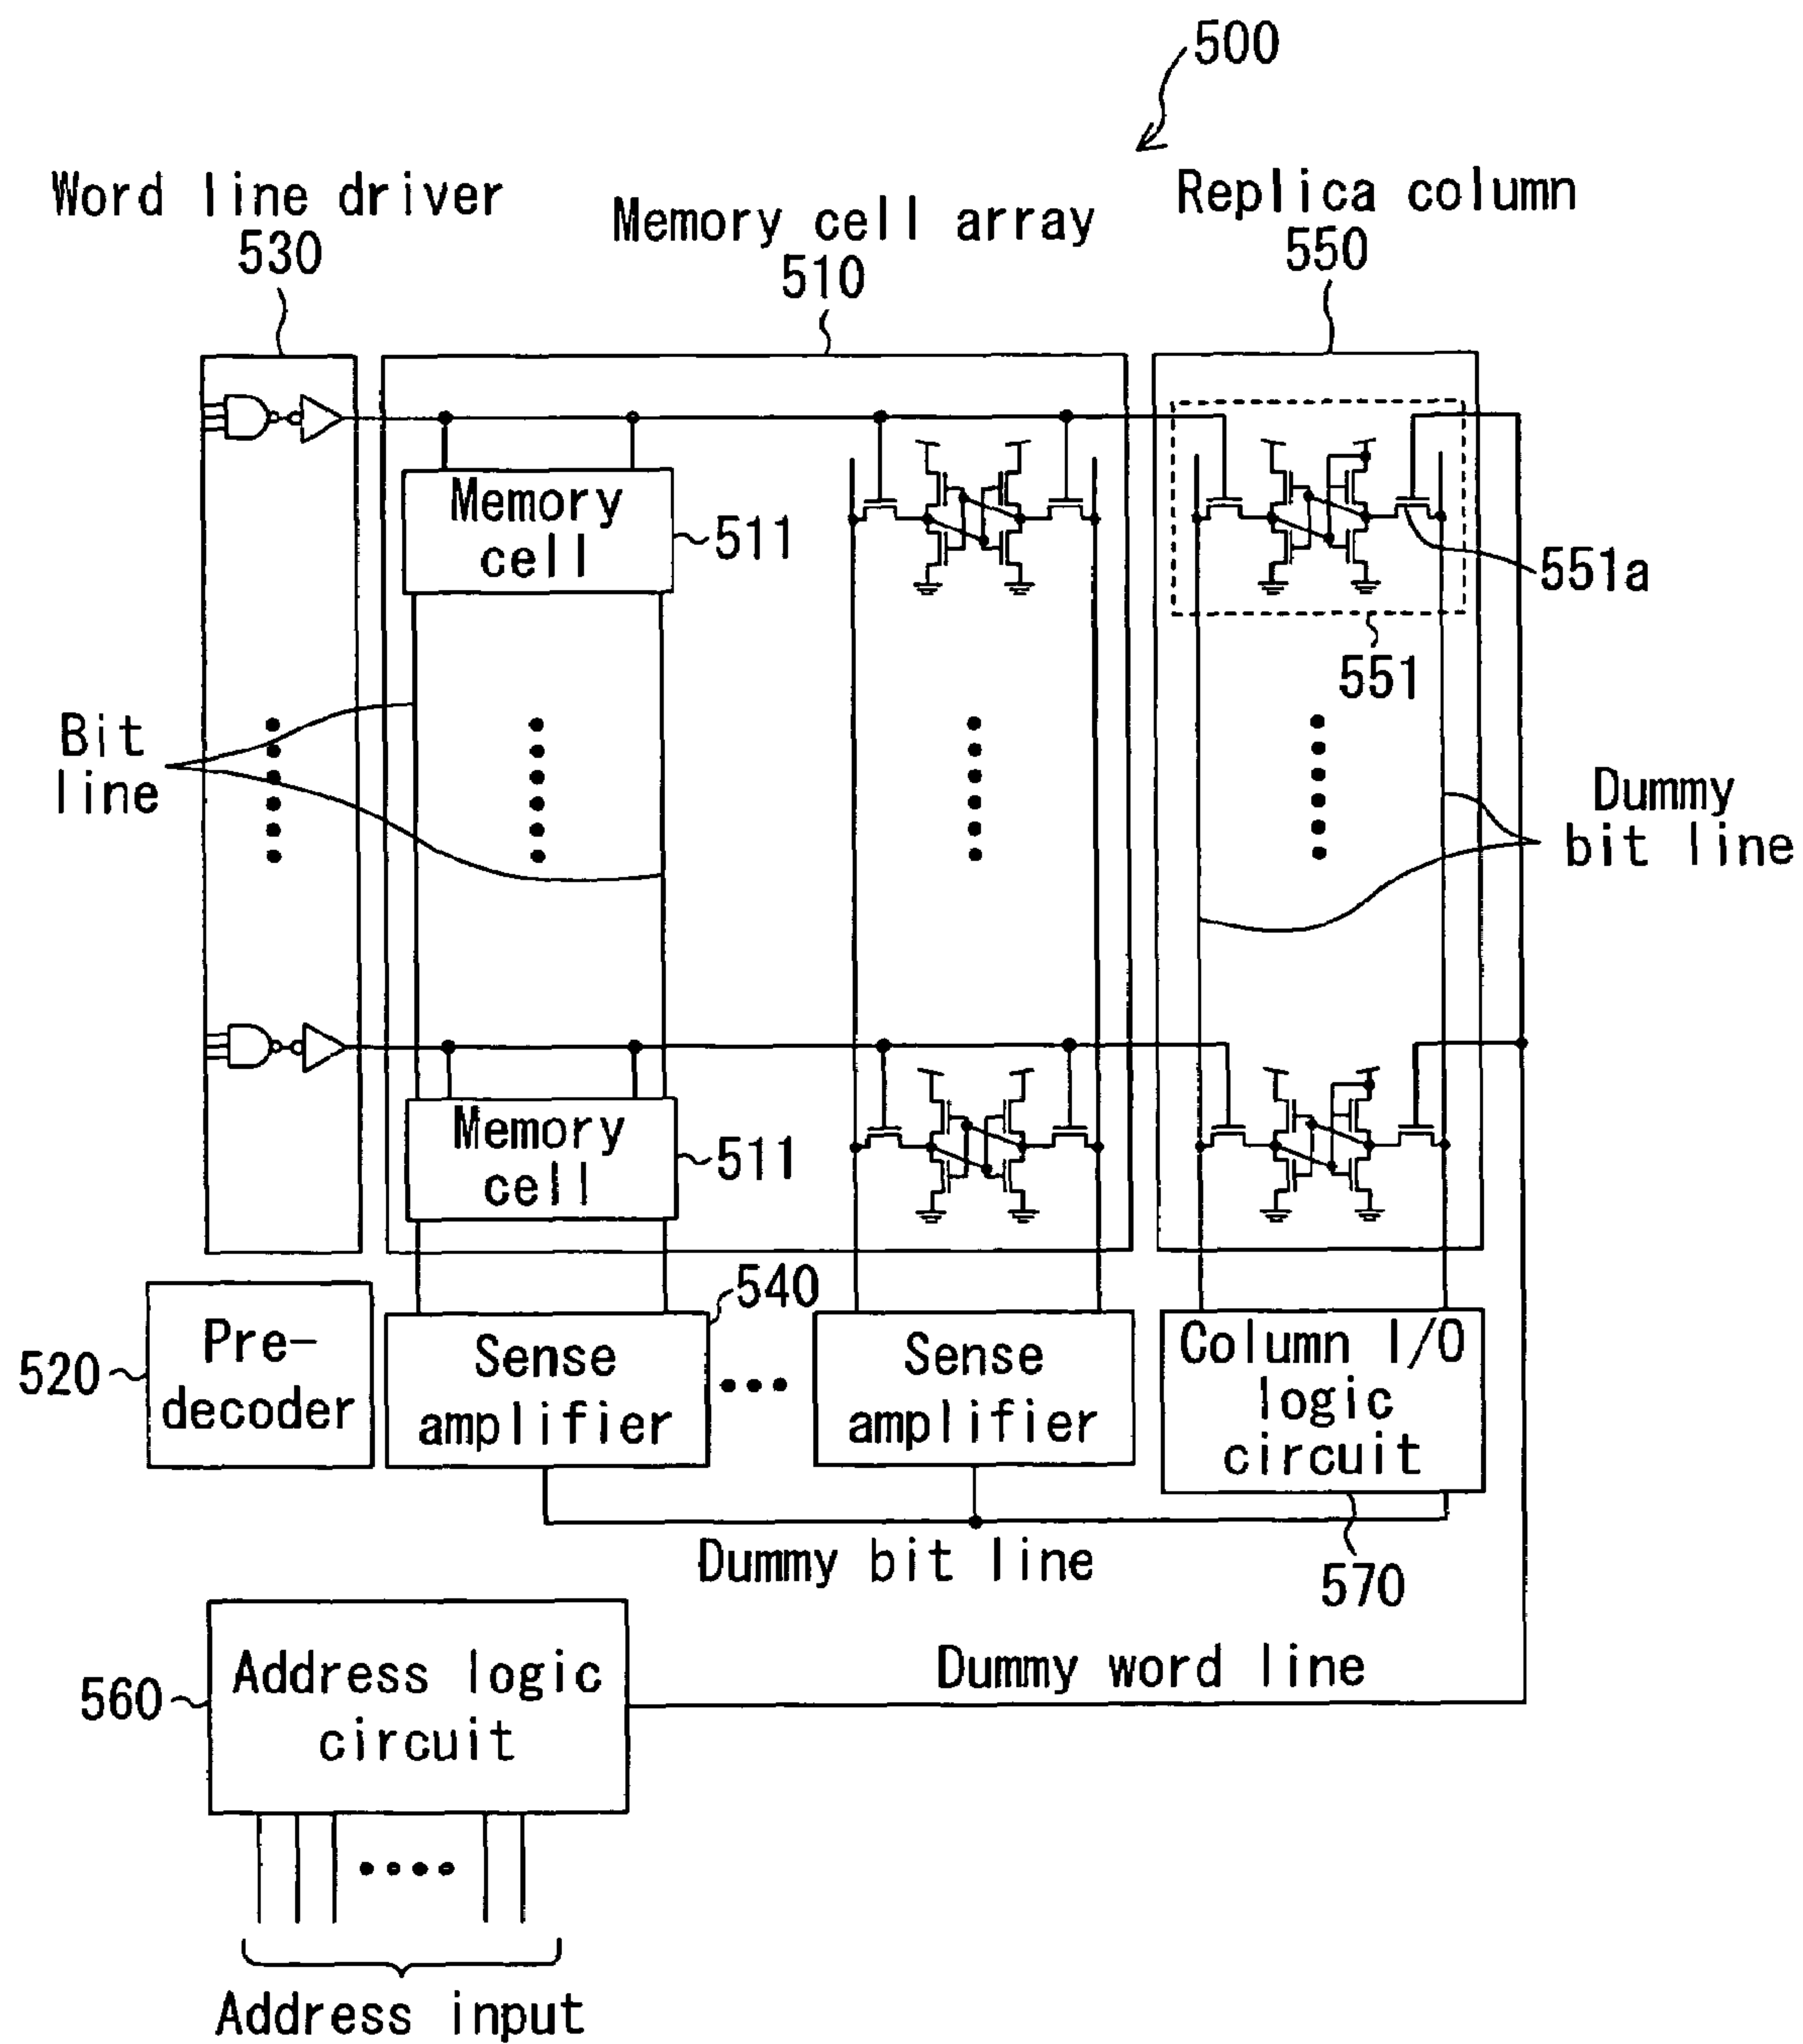 500
Word line driver
530
Memory cell array
510
Replica column
550
Memory
cell
511
551a
551
Bit
line
Dummy
bit line
Memory
cell
511
540
520
Pre-
decoder
Sense
amplifier
Sense
amplifier
Column I/O
logic
circuit
Dummy bit line
570
560
Address logic
circuit
Dummy word line
Address input